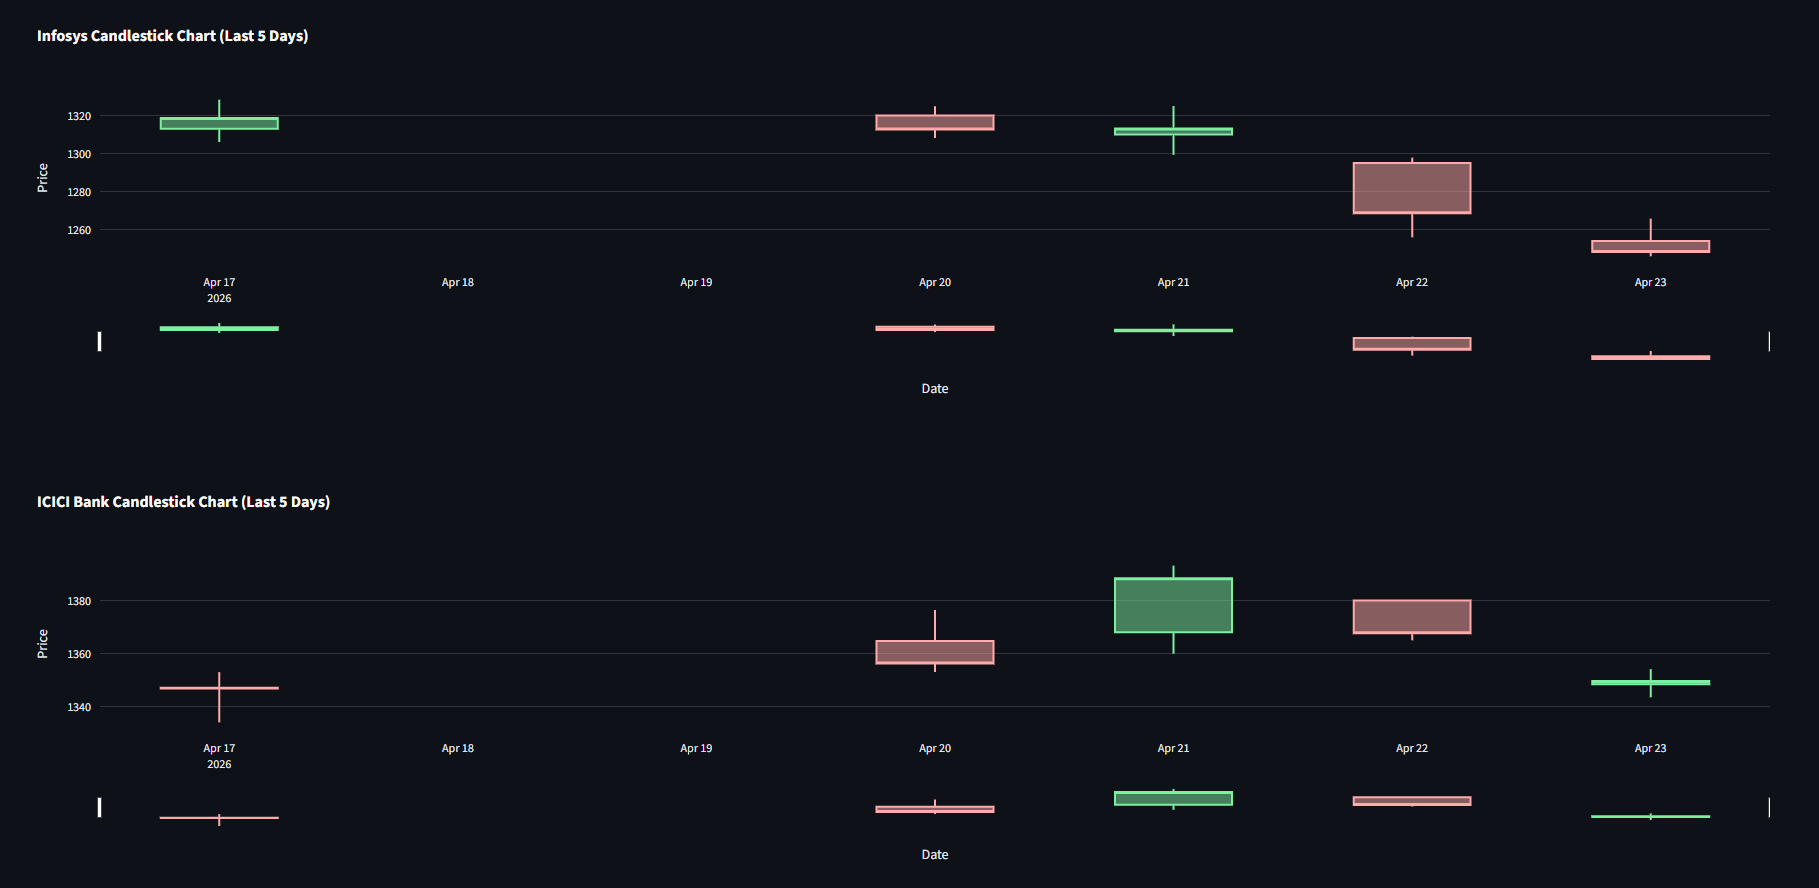 Infosys Candlestick Chart (Last 5 Days)
1320
1300
1280
1260
Price
Apr 17
2026
Apr 18
Apr 19
Apr 20
Apr 21
Apr 22
Apr 23
Date
ICICI Bank Candlestick Chart (Last 5 Days)
1380
1360
1340
Price
Apr 17
2026
Apr 18
Apr 19
Apr 20
Apr 21
Apr 22
Apr 23
Date